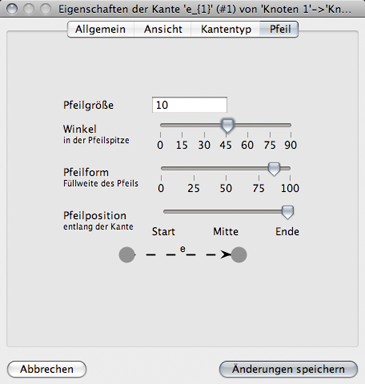 Eigenschaften der Kante 'e_{1}' (#1) von 'Knoten 1'->'Kn...
Allgemein Ansicht Kantentyp Pfeil
Pfeilgröße 10
Winkel
in der Pfeilspitze
0 15 30 45 60 75 90
Pfeilform
Füllweite des Pfeils
0 25 50 75 100
Pfeilposition
entlang der Kante
Start Mitte Ende
e
Abbrechen Änderungen speichern